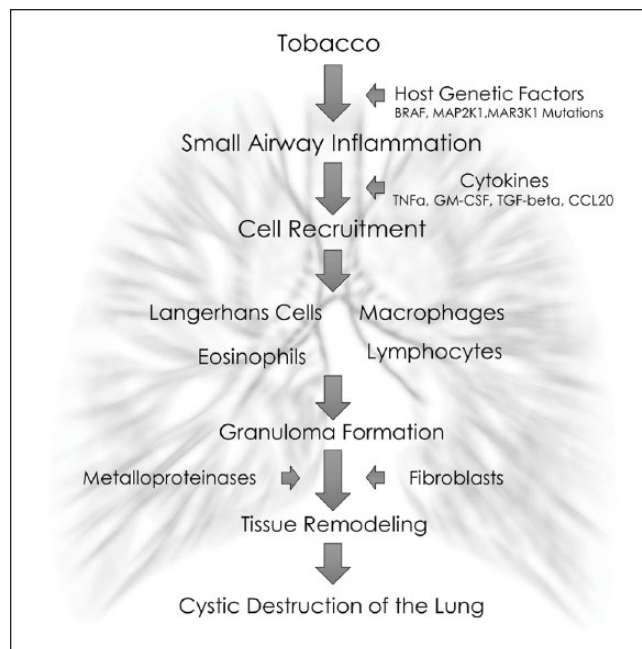 Tobacco
Host Genetic Factors
BRAF, MAP2K1,MAR3K1 Mutations
Small Airway Inflammation
Cytokines
TNFa, GM-CSF, TGF-beta, CCL20
Cell Recruitment
Langerhans Cells Macrophages
Eosinophils Lymphocytes
Granuloma Formation
Metalloproteinases Fibroblasts
Tissue Remodeling
Cystic Destruction of the Lung